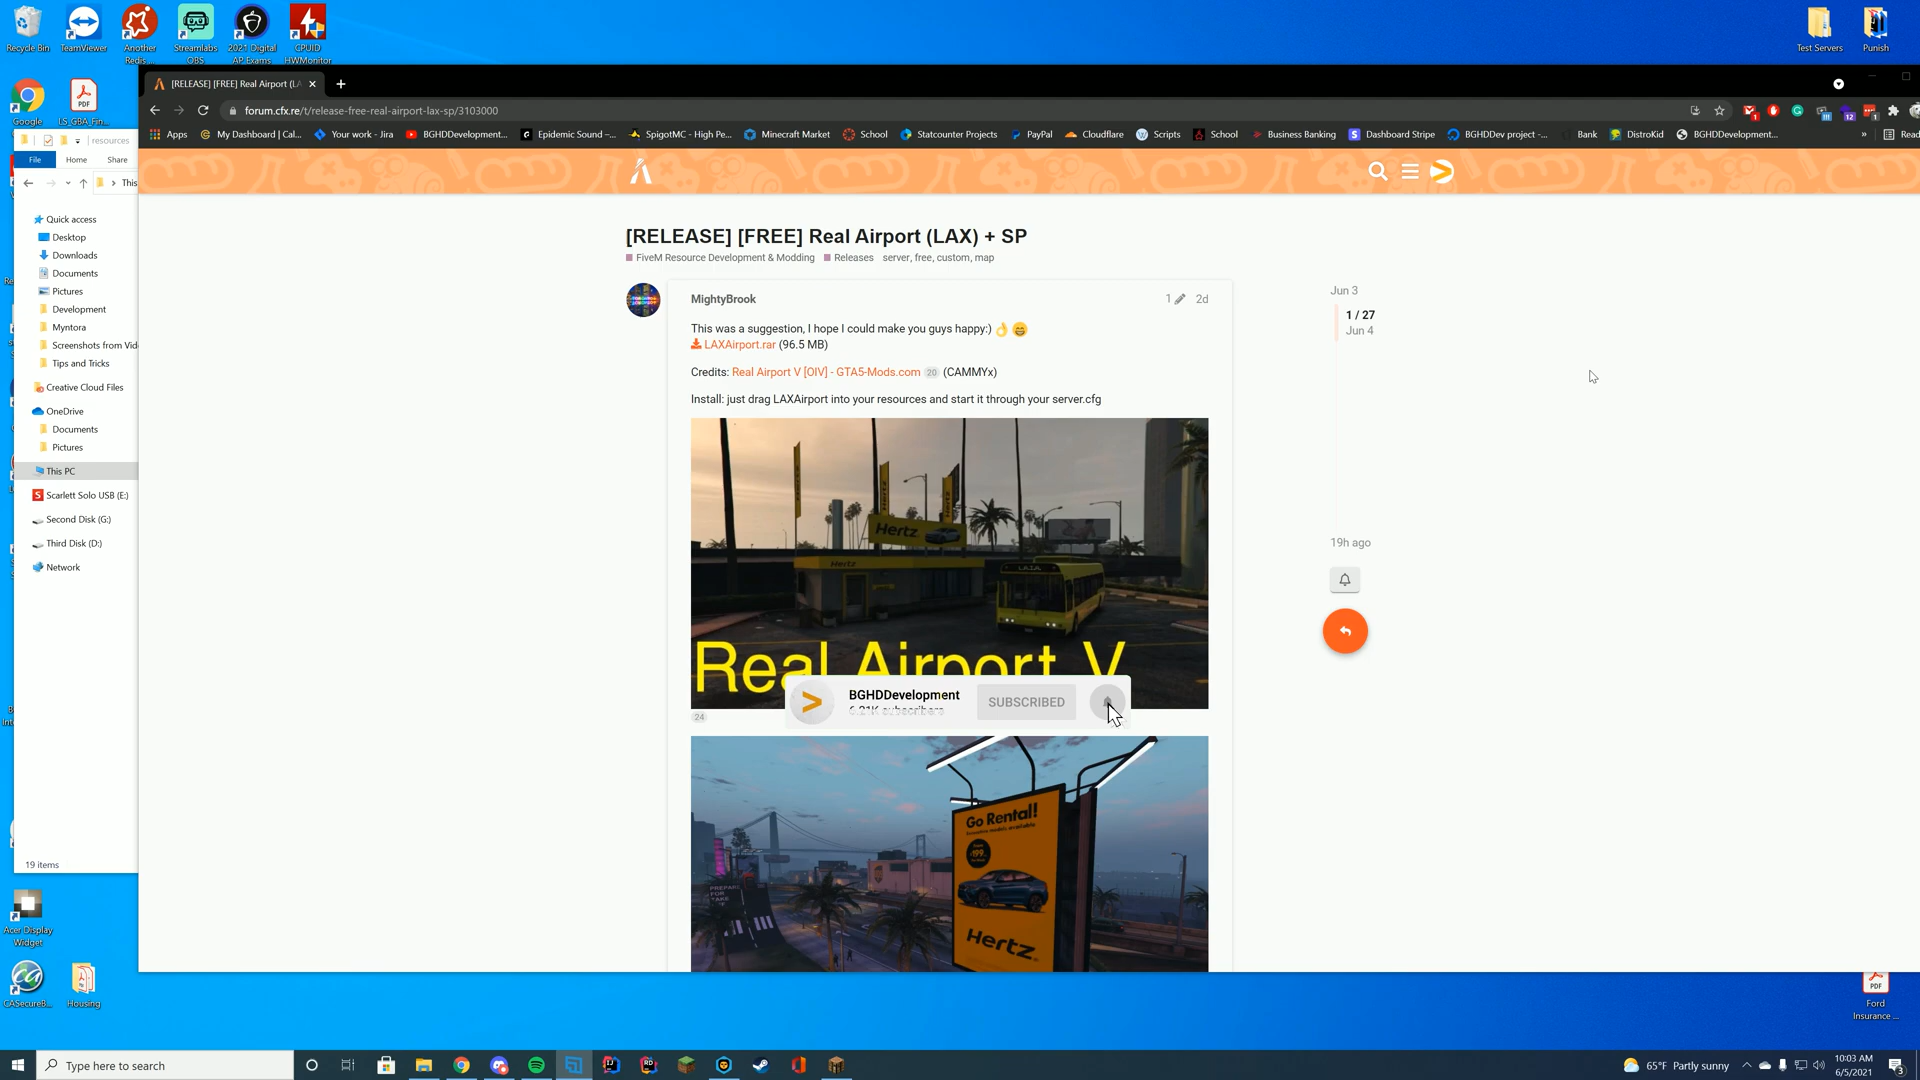 Recycle Bin
TeamViewer
Another Redis...
Streamlabs OBS
2021 Digital AP Exams
CPUID HWMonitor
Test Servers
Punish
Google
LS_GBA_Fin...
[RELEASE] [FREE] Real Airport (LA
forum.cfx.re/t/release-free-real-airport-lax-sp/3103000
Apps
My Dashboard | Cal...
Your work - Jira
BGHDDevelopment...
Epidemic Sound -...
SpigotMC - High Pe...
Minecraft Market
School
Statcounter Projects
PayPal
Cloudflare
Scripts
School
Business Banking
Dashboard Stripe
BGHDDev project -...
Bank
DistroKid
BGHDDevelopment...
» Read
resources
File Home Share
This
Quick access
Desktop
Downloads
Documents
Pictures
Development
Myntora
Screenshots from Vid
Tips and Tricks
Creative Cloud Files
OneDrive
Documents
Pictures
This PC
Scarlett Solo USB (E:)
Second Disk (G:)
Third Disk (D:)
Network
19 items
[RELEASE] [FREE] Real Airport (LAX) + SP
FiveM Resource Development & Modding Releases server, free, custom, map
MightyBrook
1 2d
This was a suggestion, I hope I could make you guys happy:)
LAXAirport.rar (96.5 MB)
Credits: Real Airport V [OIV] - GTA5-Mods.com 20 (CAMMYx)
Install: just drag LAXAirport into your resources and start it through your server.cfg
Hertz
Hertz
Real Airport V
24
BGHDDevelopment
SUBSCRIBED
Go Rental!
199
Hertz.
PREPARE FOR TAKE
Jun 3
1 / 27
Jun 4
19h ago
Acer Display Widget
CASecureB...
Housing
Ford Insurance ...
Type here to search
65°F Partly sunny
10:03 AM
6/5/2021
3